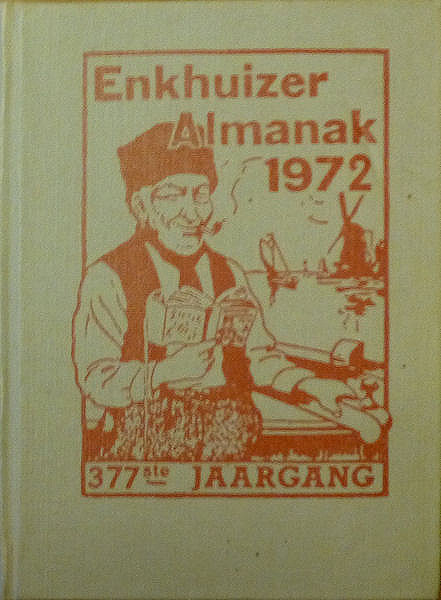 Enkhuizer
Almanak
1972
377ste JAARGANG